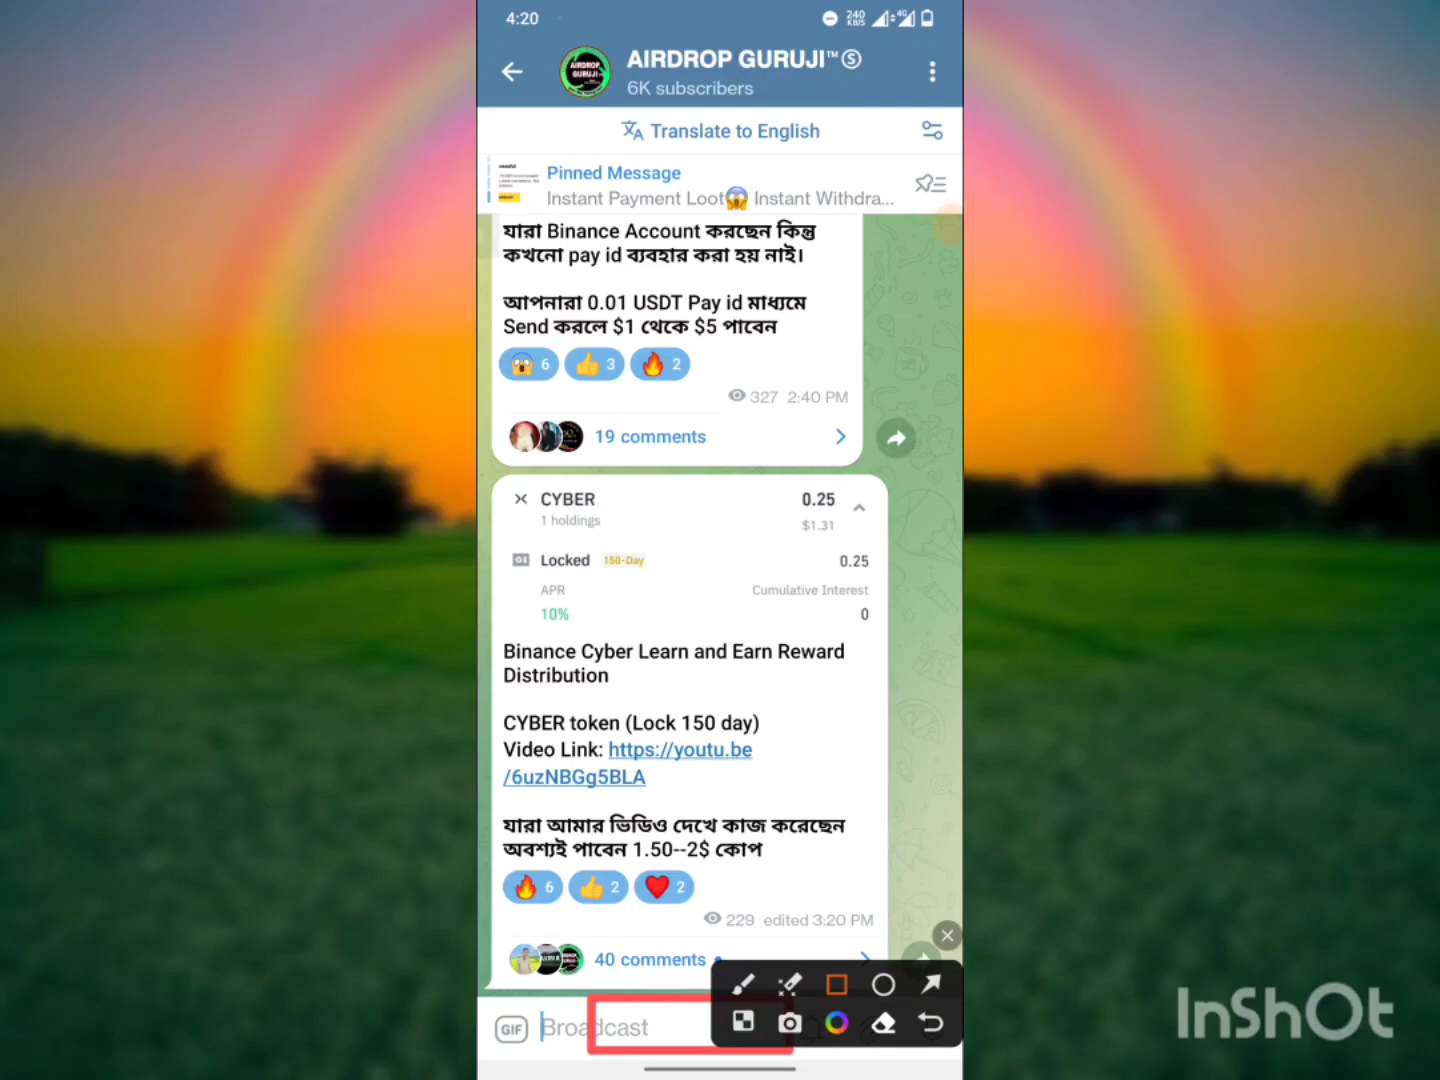 4:20
240
KB/S
4G
AIRDROP GURUJI™Ⓢ
6K subscribers
Translate to English
Pinned Message
Instant Payment Loot😱 Instant Withdra...
যারা Binance Account করছেন কিন্তু
কখনো pay id ব্যবহার করা হয় নাই।
আপনারা 0.01 USDT Pay id মাধ্যমে
Send করলে $1 থেকে $5 পাবেন
😱 6 👍 3 🔥 2
327 2:40 PM
19 comments
CYBER 0.25
1 holdings $1.31
Locked 150-Day 0.25
APR Cumulative Interest
10% 0
Binance Cyber Learn and Earn Reward
Distribution
CYBER token (Lock 150 day)
Video Link: https://youtu.be
/6uzNBGg5BLA
যারা আমার ভিডিও দেখে কাজ করেছেন
অবশ্যই পাবেন 1.50--2$ কোপ
🔥 6 👍 2 ❤️ 2
229 edited 3:20 PM
40 comments
GIF Broadcast
InShOt